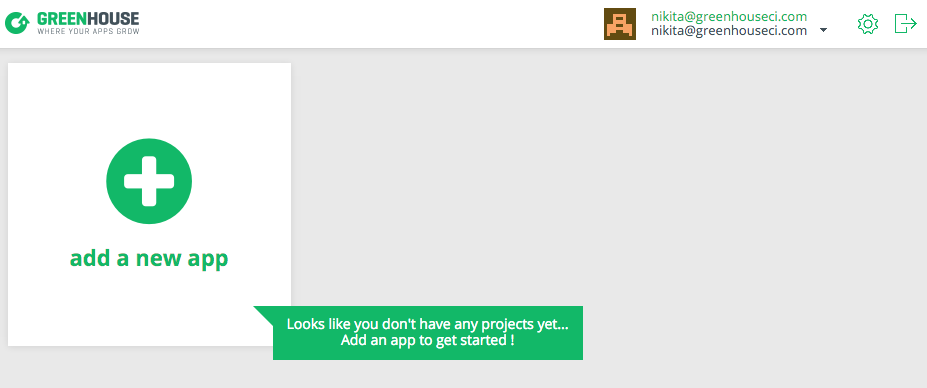 GREENHOUSE
WHERE YOUR APPS GROW
nikita@greenhouseci.com
nikita@greenhouseci.com
add a new app
Looks like you don't have any projects yet...
Add an app to get started !